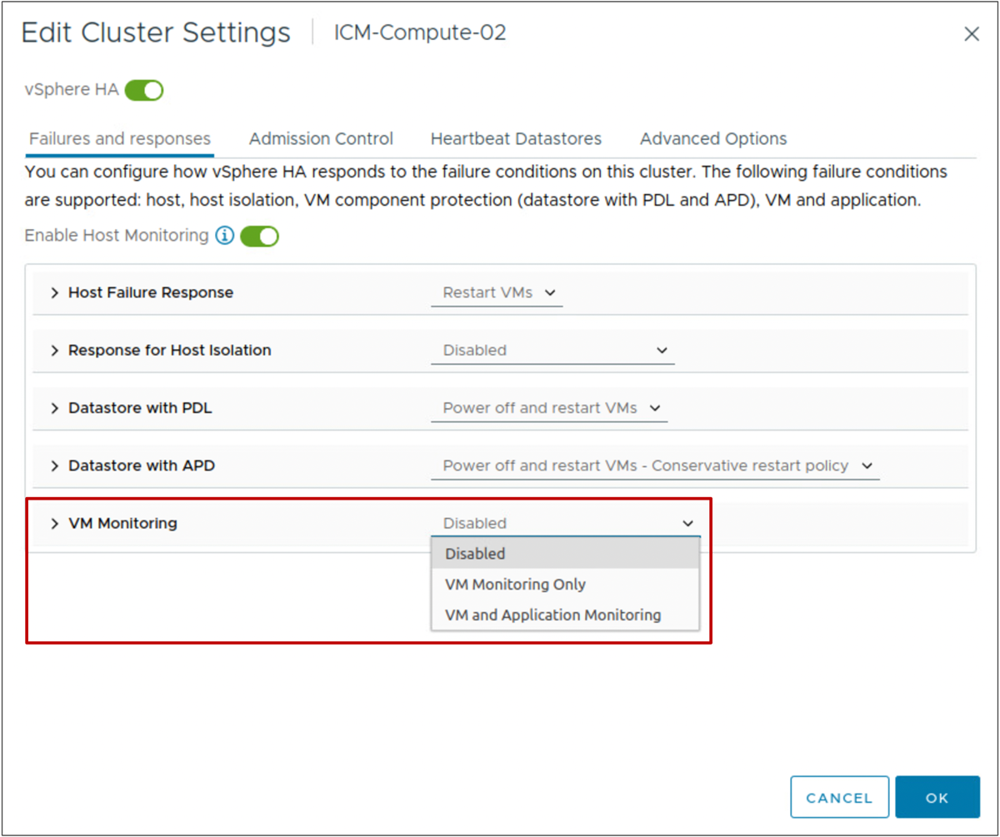 Edit Cluster Settings ICM-Compute-02
vSphere HA
Failures and responses Admission Control Heartbeat Datastores Advanced Options
You can configure how vSphere HA responds to the failure conditions on this cluster. The following failure conditions
are supported: host, host isolation, VM component protection (datastore with PDL and APD), VM and application.
Enable Host Monitoring
Host Failure Response Restart VMs
Response for Host Isolation Disabled
Datastore with PDL Power off and restart VMs
Datastore with APD Power off and restart VMs - Conservative restart policy
VM Monitoring Disabled
Disabled
VM Monitoring Only
VM and Application Monitoring
CANCEL OK